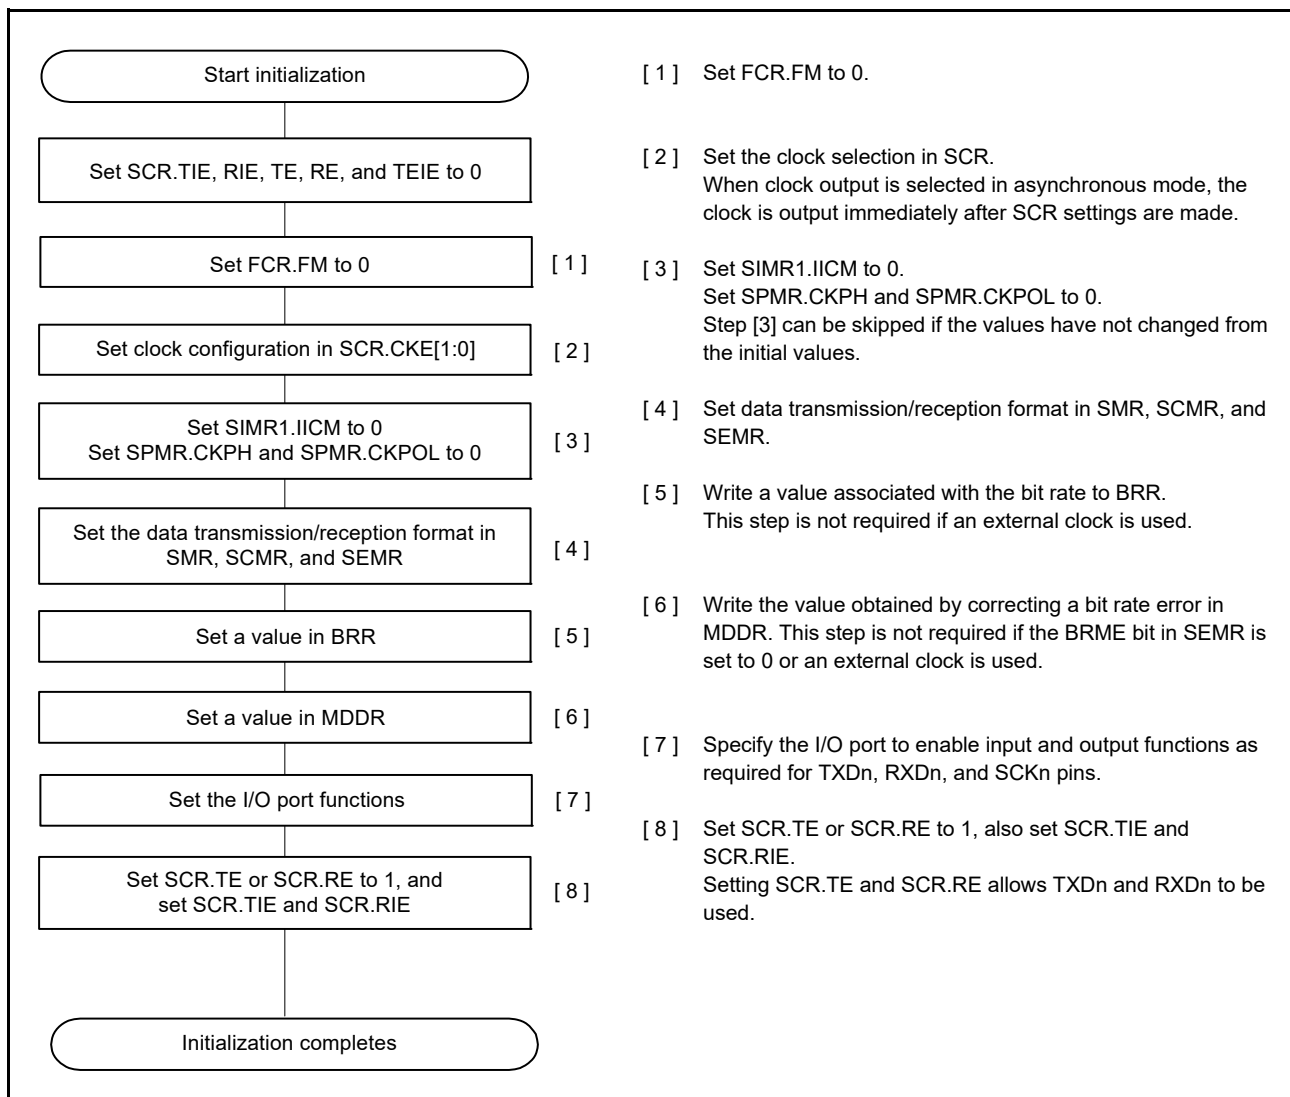 Start initialization
Set SCR.TIE, RIE, TE, RE, and TEIE to 0
Set FCR.FM to 0
[ 1 ]
Set clock configuration in SCR.CKE[1:0]
[ 2 ]
Set SIMR1.IICM to 0
Set SPMR.CKPH and SPMR.CKPOL to 0
[ 3 ]
Set the data transmission/reception format in
SMR, SCMR, and SEMR
[ 4 ]
Set a value in BRR
[ 5 ]
Set a value in MDDR
[ 6 ]
Set the I/O port functions
[ 7 ]
Set SCR.TE or SCR.RE to 1, and
set SCR.TIE and SCR.RIE
[ 8 ]
Initialization completes
[ 1 ] Set FCR.FM to 0.
[ 2 ] Set the clock selection in SCR.
When clock output is selected in asynchronous mode, the
clock is output immediately after SCR settings are made.
[ 3 ] Set SIMR1.IICM to 0.
Set SPMR.CKPH and SPMR.CKPOL to 0.
Step [3] can be skipped if the values have not changed from
the initial values.
[ 4 ] Set data transmission/reception format in SMR, SCMR, and
SEMR.
[ 5 ] Write a value associated with the bit rate to BRR.
This step is not required if an external clock is used.
[ 6 ] Write the value obtained by correcting a bit rate error in
MDDR. This step is not required if the BRME bit in SEMR is
set to 0 or an external clock is used.
[ 7 ] Specify the I/O port to enable input and output functions as
required for TXDn, RXDn, and SCKn pins.
[ 8 ] Set SCR.TE or SCR.RE to 1, also set SCR.TIE and
SCR.RIE.
Setting SCR.TE and SCR.RE allows TXDn and RXDn to be
used.